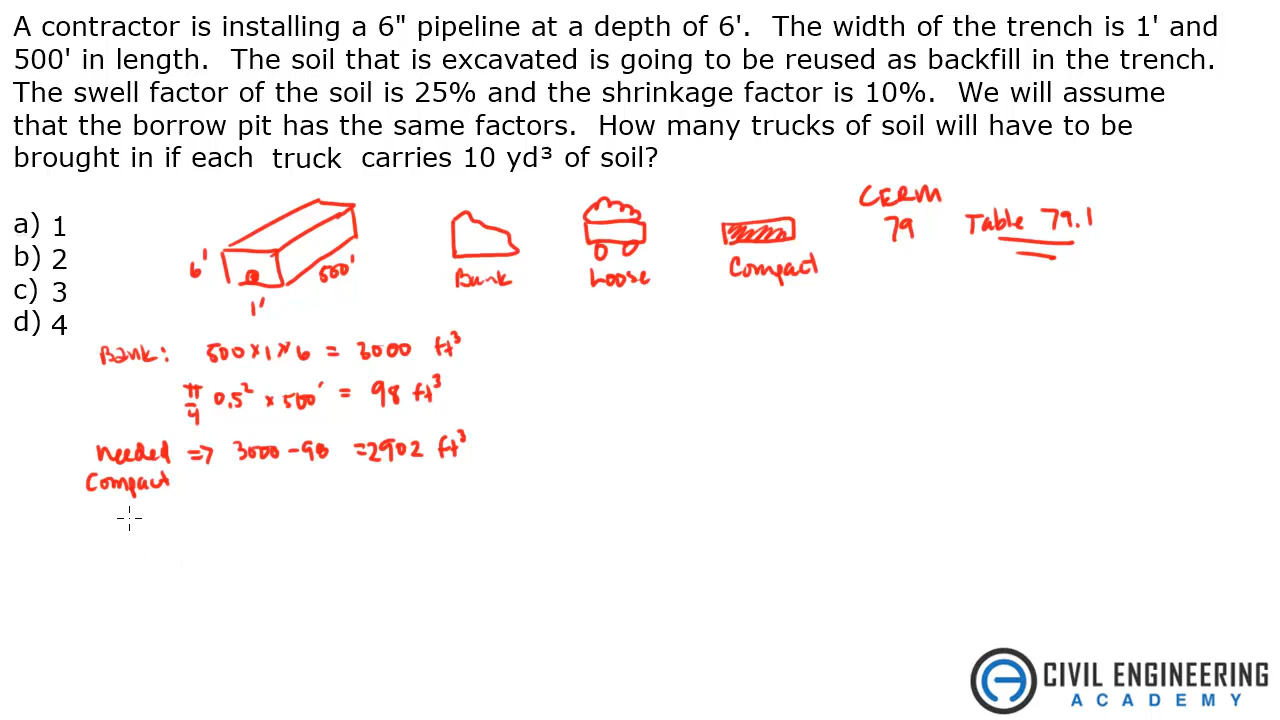 A contractor is installing a 6" pipeline at a depth of 6'. The width of the trench is 1' and
500' in length. The soil that is excavated is going to be reused as backfill in the trench.
The swell factor of the soil is 25% and the shrinkage factor is 10%. We will assume
that the borrow pit has the same factors. How many trucks of soil will have to be
brought in if each truck carries 10 yd³ of soil?
a) 1
b) 2
c) 3
d) 4
6'
1'
500'
Bank
Loose
Compact
CERM
79
Table 79.1
Bank: 500 × 1 × 6 = 3000 ft³
π/4 0.5² × 500' = 98 ft³
Needed => 3000 - 98 = 2902 ft³
Compact
CIVIL ENGINEERING
ACADEMY